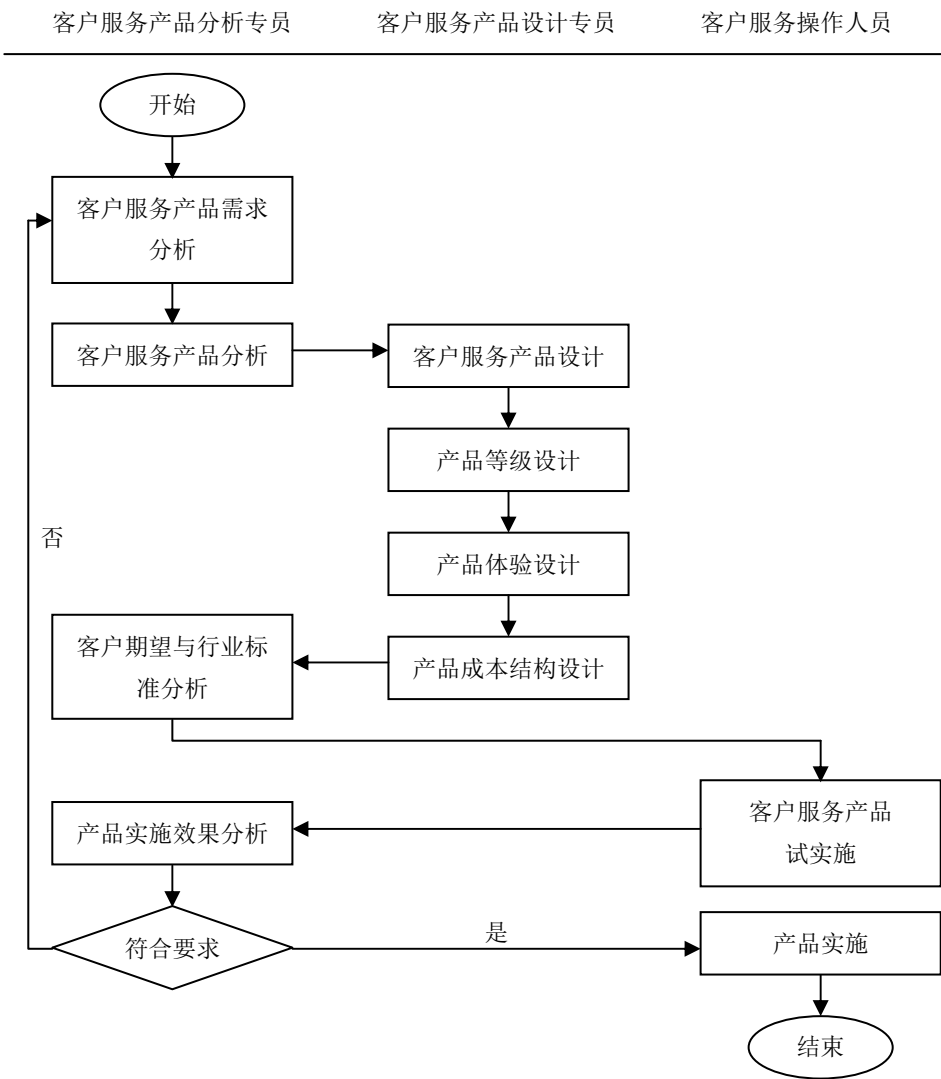 客户服务产品分析专员
客户服务产品设计专员
客户服务操作人员
开始
客户服务产品需求
分析
客户服务产品分析
客户服务产品设计
产品等级设计
否
产品体验设计
客户期望与行业标
准分析
产品成本结构设计
客户服务产品
试实施
产品实施效果分析
符合要求
是
产品实施
结束